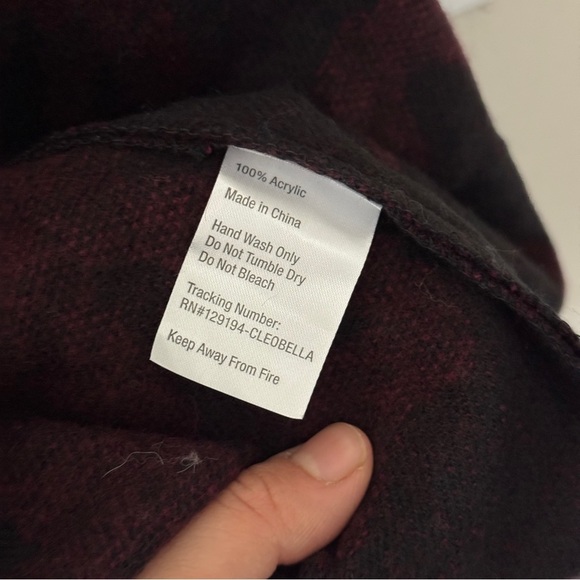 100% Acrylic
Made in China
Hand Wash Only
Do Not Tumble Dry
Do Not Bleach
Tracking Number:
RN#129194-CLEOBELLA
Keep Away From Fire